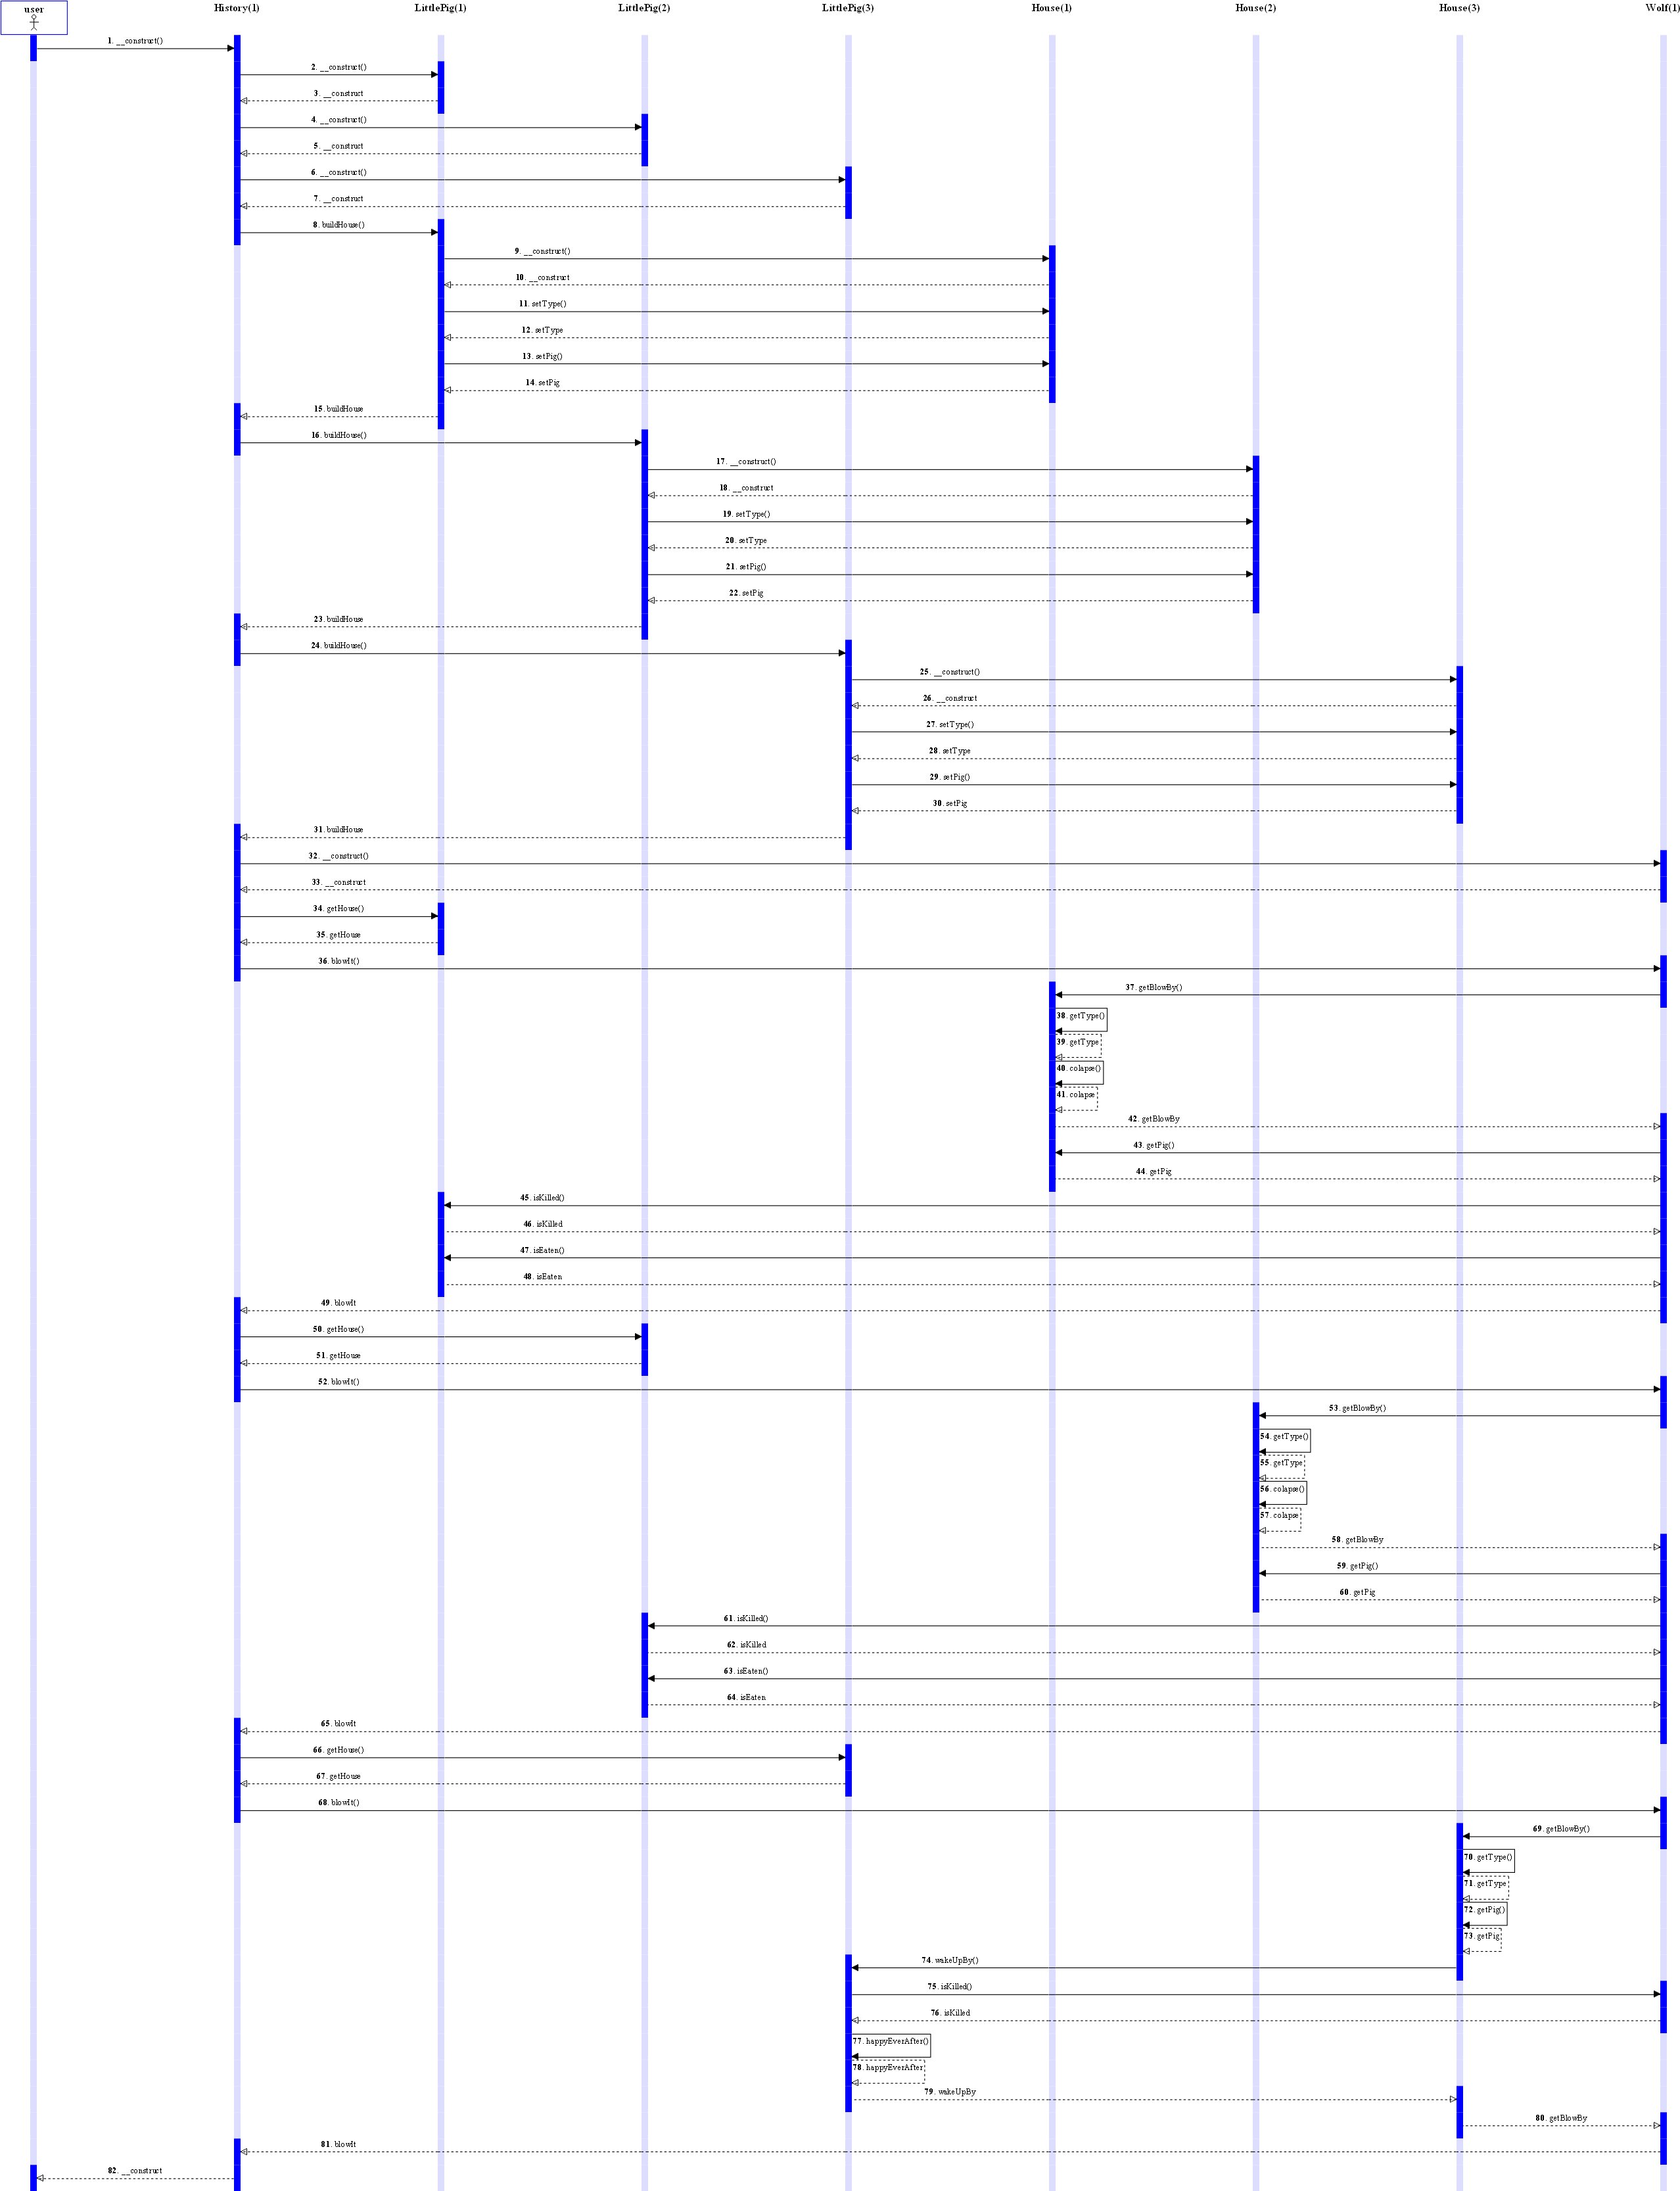 user History(1) LittlePig(1) LittlePig(2) LittlePig(3) House(1) House(2) House(3) Wolf(1)
1. __construct()
2. __construct()
3. __construct
4. __construct()
5. __construct
6. __construct()
7. __construct
8. buildHouse()
9. __construct()
10. __construct
11. setType()
12. setType
13. setPig()
14. setPig
15. buildHouse
16. buildHouse()
17. __construct()
18. __construct
19. setType()
20. setType
21. setPig()
22. setPig
23. buildHouse
24. buildHouse()
25. __construct()
26. __construct
27. setType()
28. setType
29. setPig()
30. setPig
31. buildHouse
32. __construct()
33. __construct
34. getHouse()
35. getHouse
36. blowIt()
37. getBlowBy()
38. getType()
39. getType
40. colapse()
41. colapse
42. getBlowBy
43. getPig()
44. getPig
45. isKilled()
46. isKilled
47. isEaten()
48. isEaten
49. blowIt
50. getHouse()
51. getHouse
52. blowIt()
53. getBlowBy()
54. getType()
55. getType
56. colapse()
57. colapse
58. getBlowBy
59. getPig()
60. getPig
61. isKilled()
62. isKilled
63. isEaten()
64. isEaten
65. blowIt
66. getHouse()
67. getHouse
68. blowIt()
69. getBlowBy()
70. getType()
71. getType
72. getPig()
73. getPig
74. wakeUpBy()
75. isKilled()
76. isKilled
77. happyEverAfter()
78. happyEverAfter
79. wakeUpBy
80. getBlowBy
81. blowIt
82. __construct